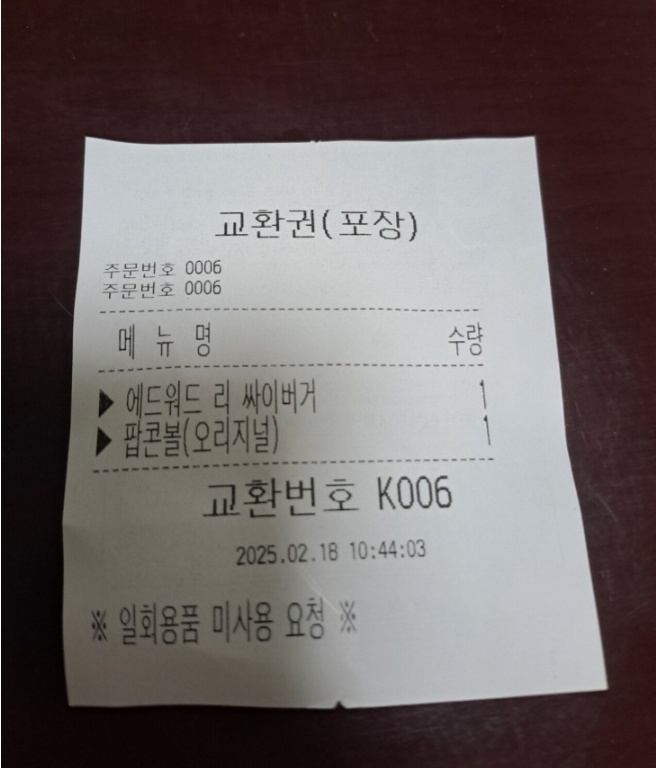 교환권(포장)
주문번호 0006
주문번호 0006
메 뉴 명 수량
▶ 에드워드 리 싸이버거 1
▶ 팝콘볼(오리지널) 1
교환번호 K006
2025.02.18 10:44:03
※ 일회용품 미사용 요청 ※